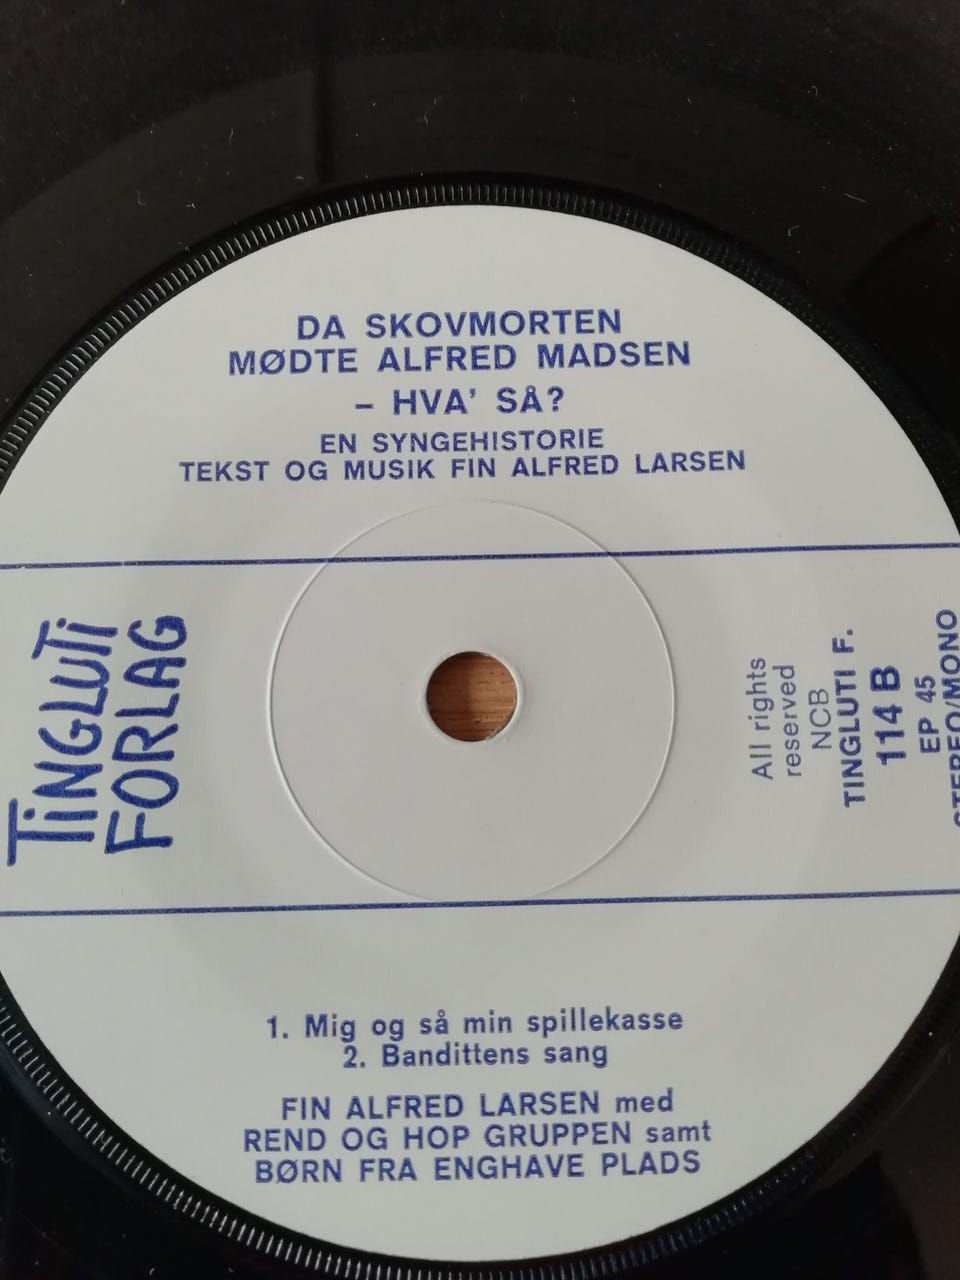 DA SKOVMORTEN
MØDTE ALFRED MADSEN
– HVA' SÅ?
EN SYNGEHISTORIE
TEKST OG MUSIK FIN ALFRED LARSEN
TINGLUTI
FORLAG
All rights
reserved
NCB
TINGLUTI F.
114 B
EP 45
STEREO/MONO
1. Mig og så min spillekasse
2. Bandittens sang
FIN ALFRED LARSEN med
REND OG HOP GRUPPEN samt
BØRN FRA ENGHAVE PLADS